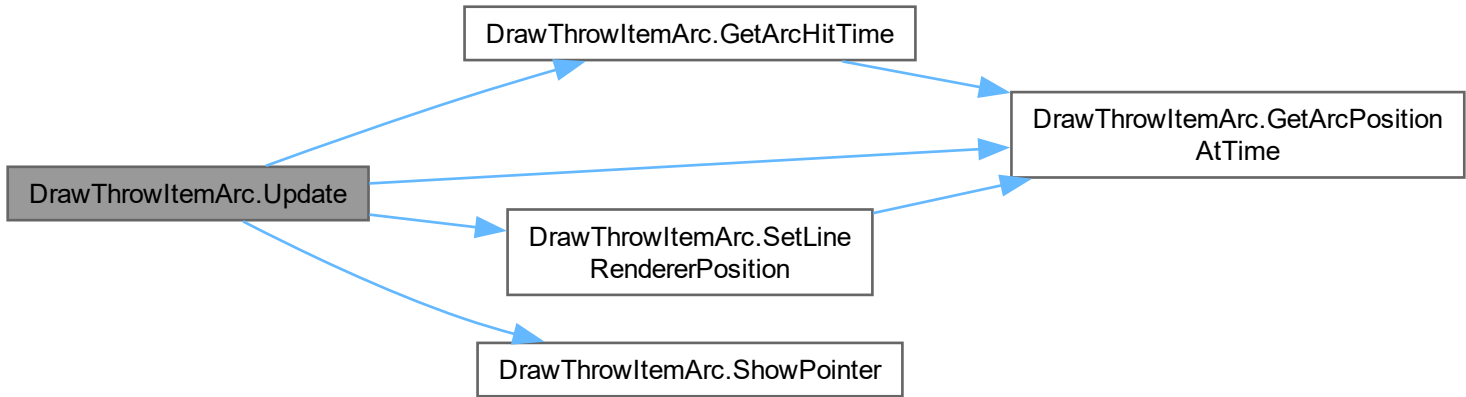 DrawThrowItemArc.GetArcHitTime
DrawThrowItemArc.GetArcPosition
AtTime
DrawThrowItemArc.Update
DrawThrowItemArc.SetLine
RendererPosition
DrawThrowItemArc.ShowPointer